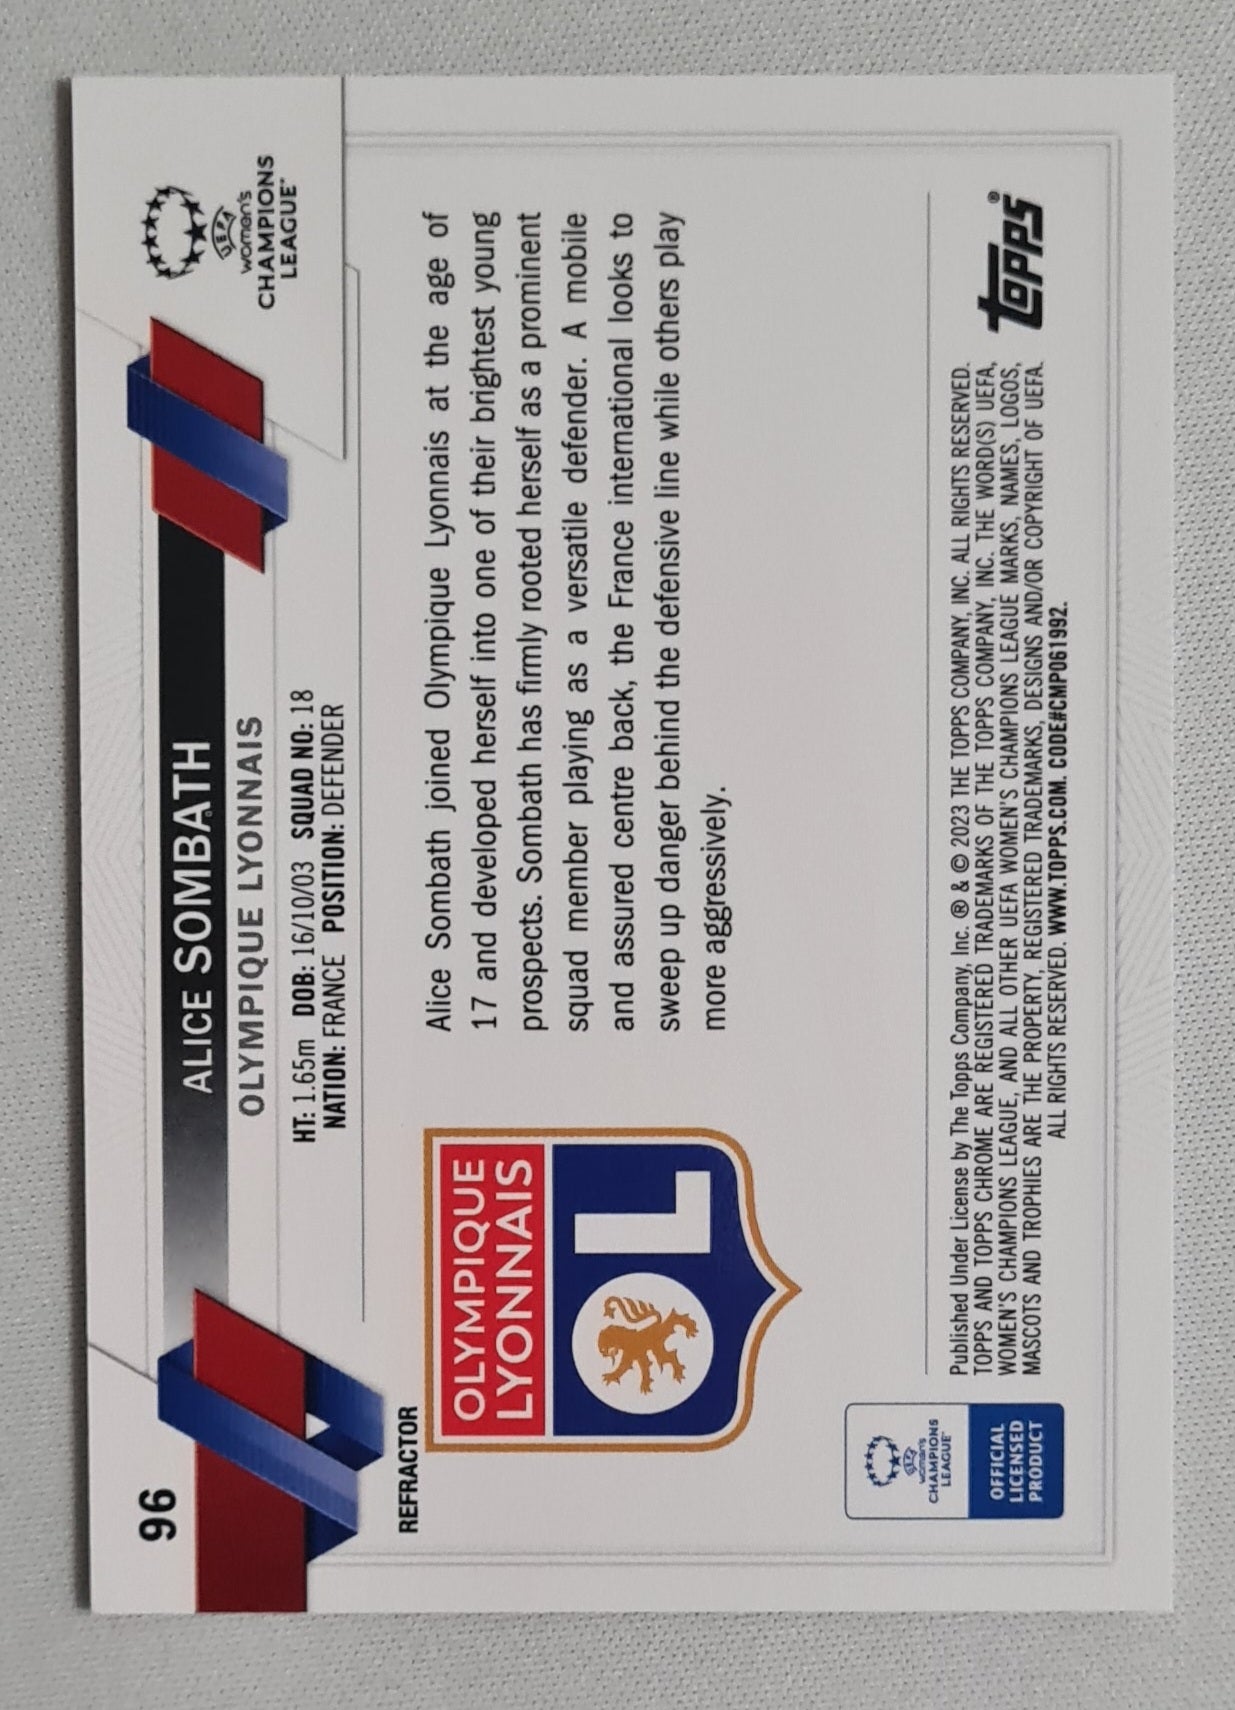 96
ALICE SOMBATH
OLYMPIQUE LYONNAIS
HT: 1.65m DOB: 16/10/03 SQUAD NO: 18
NATION: FRANCE POSITION: DEFENDER
UEFA
women's
CHAMPIONS
LEAGUE™
REFRACTOR
OLYMPIQUE
LYONNAIS
OL
Alice Sombath joined Olympique Lyonnais at the age of
17 and developed herself into one of their brightest young
prospects. Sombath has firmly rooted herself as a prominent
squad member playing as a versatile defender. A mobile
and assured centre back, the France international looks to
sweep up danger behind the defensive line while others play
more aggressively.
UEFA
women's
CHAMPIONS
LEAGUE™
OFFICIAL
LICENSED
PRODUCT
Published Under License by The Topps Company, Inc. ® & © 2023 THE TOPPS COMPANY, INC. ALL RIGHTS RESERVED.
TOPPS AND TOPPS CHROME ARE REGISTERED TRADEMARKS OF THE TOPPS COMPANY, INC. THE WORD(S) UEFA,
WOMEN'S CHAMPIONS LEAGUE, AND ALL OTHER UEFA WOMEN'S CHAMPIONS LEAGUE MARKS, NAMES, LOGOS,
MASCOTS AND TROPHIES ARE THE PROPERTY, REGISTERED TRADEMARKS, DESIGNS AND/OR COPYRIGHT OF UEFA.
ALL RIGHTS RESERVED. WWW.TOPPS.COM. CODE#CMP061992.
topps®